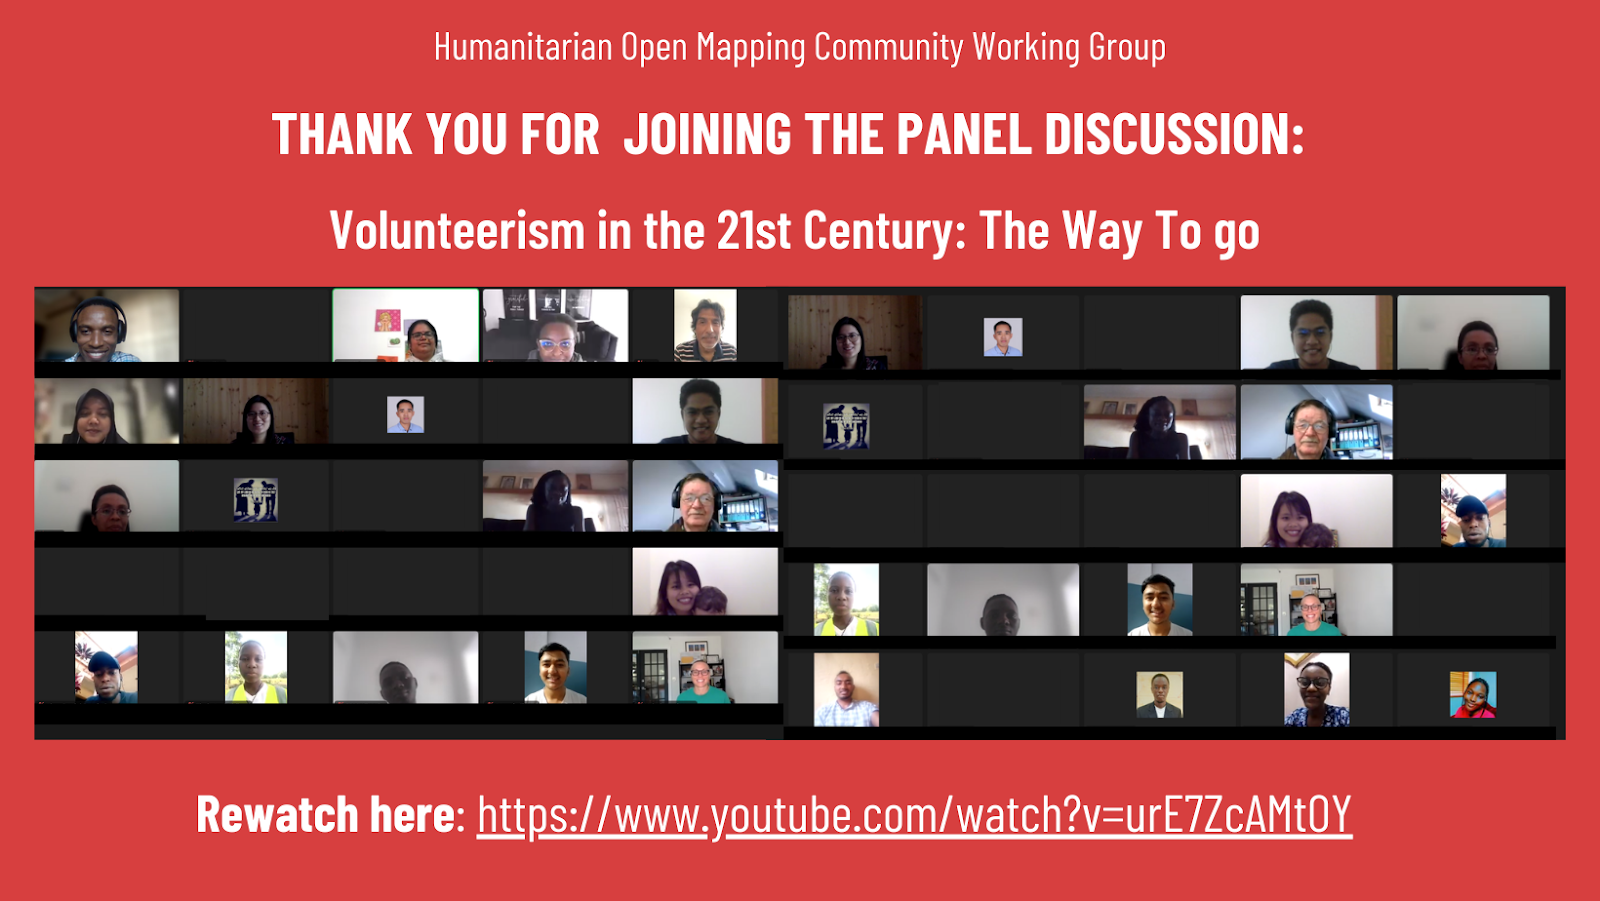 Humanitarian Open Mapping Community Working Group
THANK YOU FOR JOINING THE PANEL DISCUSSION:
Volunteerism in the 21st Century: The Way To go
Rewatch here: https://www.youtube.com/watch?v=urE7ZcAMtOY